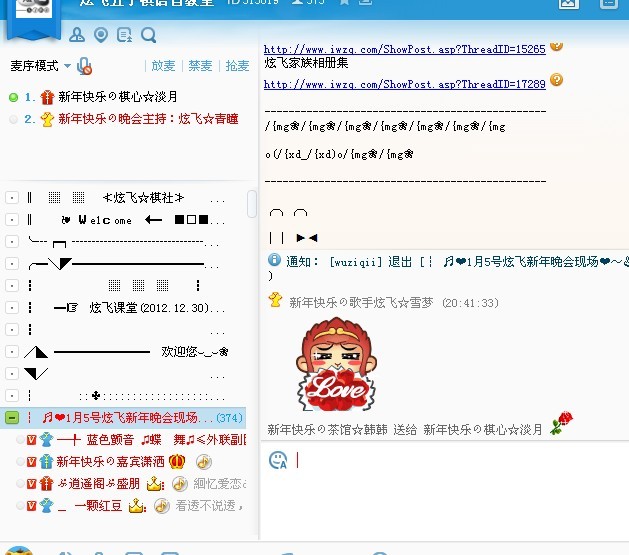 炫飞五子棋语音教室 ID 513819 375
麦序模式 放麦 禁麦 抢麦
1. 新年快乐の棋心☆淡月
2. 新年快乐の晚会主持：炫飞☆青瞳
≮炫飞☆棋社≯ ...
Welcome ← ■□■...
...
...
炫飞课堂(2012.12.30)...
...
欢迎您 ...
...
♬❤1月5号炫飞新年晚会现场... (374)
一╂ 蓝色颤音 ♫蝶 舞♫≮外联副团
新年快乐の嘉宾潇洒
ぷ逍遥阁ぷ盛朋 緗忆爱恋
_ 一颗红豆 看透不说透，
http://www.iwzq.com/ShowPost.asp?ThreadID=15265
炫飞家族相册集
http://www.iwzq.com/ShowPost.asp?ThreadID=17289
-----------------------------------------------
/{mg❀/{mg❀/{mg❀/{mg❀/{mg❀/{mg❀/{mg
o(/{xd_/{xd)o/{mg❀/{mg❀
-----------------------------------------------
⌒ ⌒
| | ►◄
通知： [wuziqii] 退出 [┆ ♬❤1月5号炫飞新年晚会现场❤～
)
新年快乐の歌手炫飞☆雪梦 (20:41:33)
Love
新年快乐の茶馆☆韩韩 送给 新年快乐の棋心☆淡月